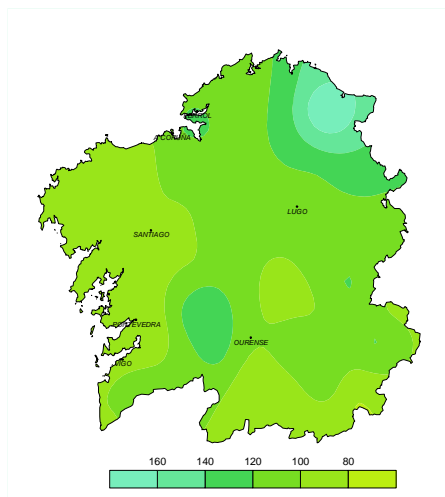 FERROL
A CORUÑA
LUGO
SANTIAGO
PONTEVEDRA
OURENSE
VIGO
160 140 120 100 80